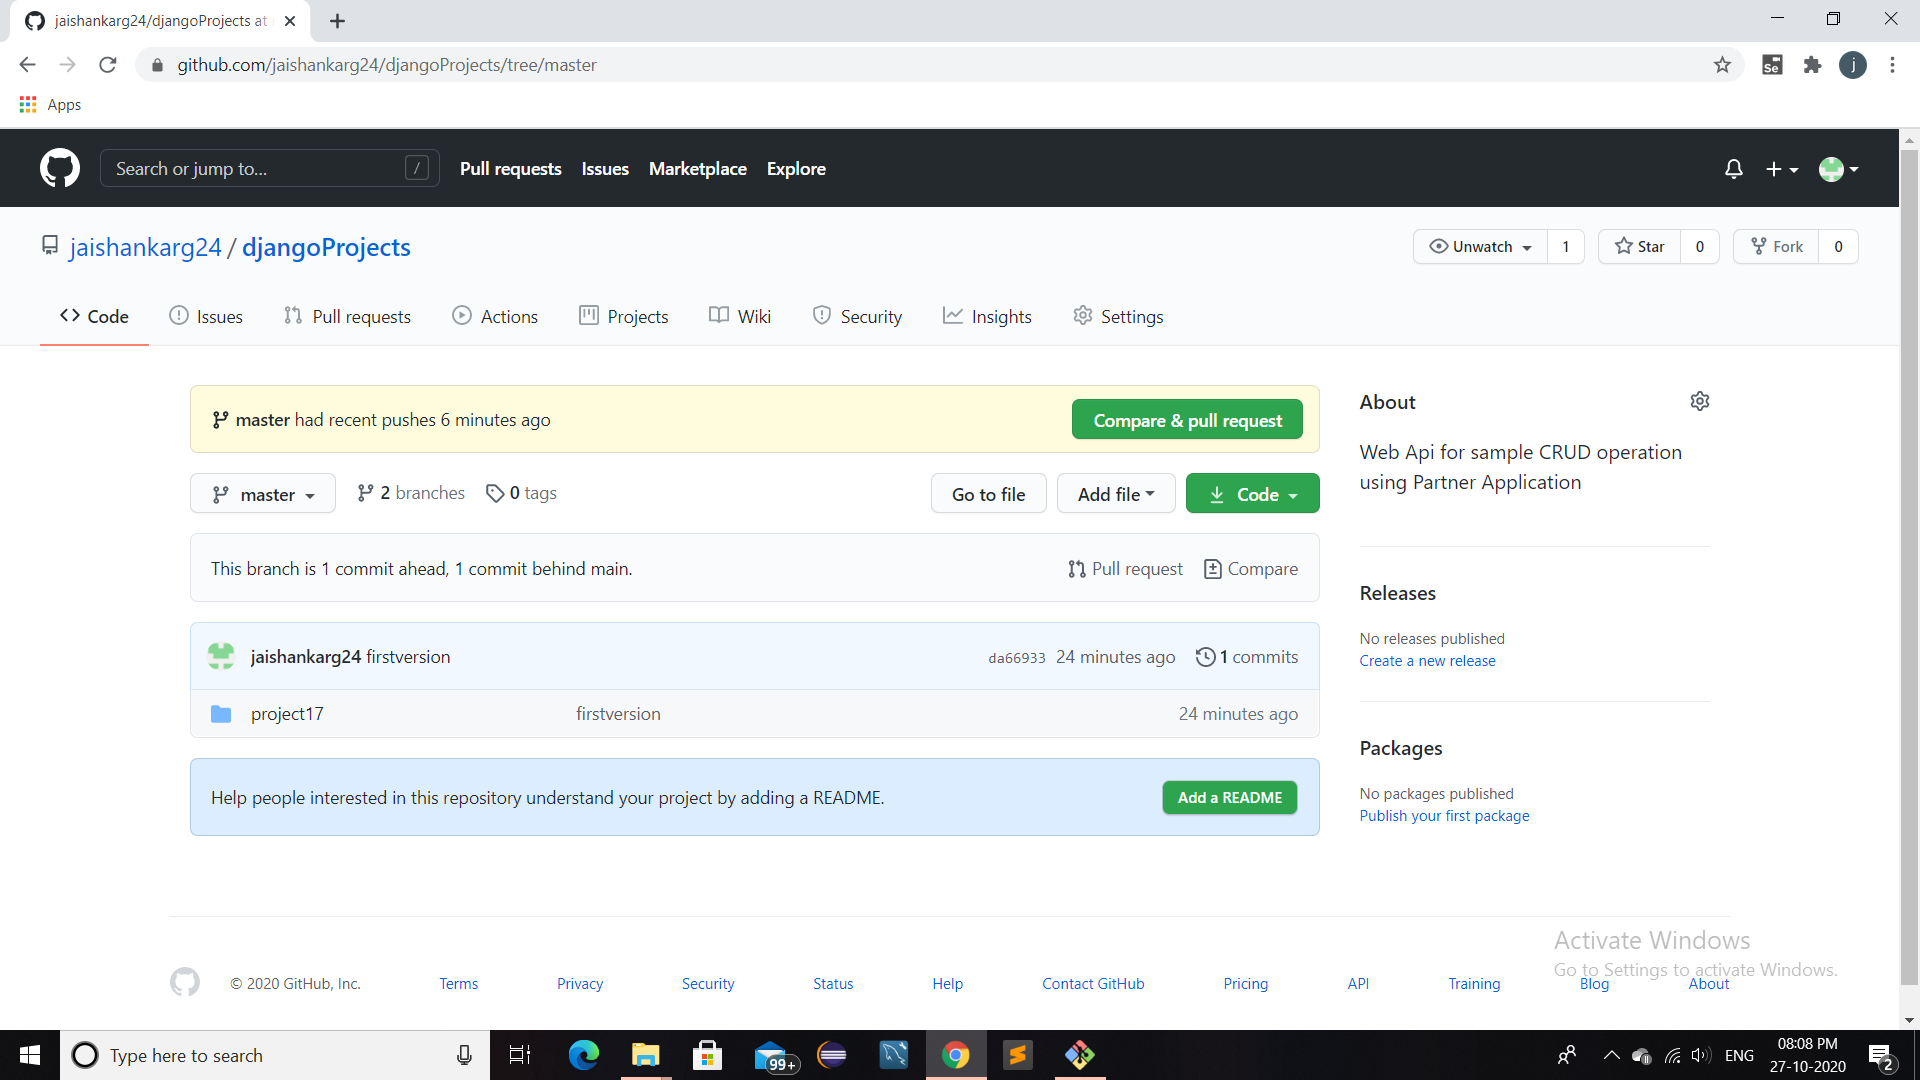 jaishankarg24/djangoProjects at
github.com/jaishankarg24/djangoProjects/tree/master
Se
j
Apps
Search or jump to...
/
Pull requests
Issues
Marketplace
Explore
jaishankarg24 / djangoProjects
Unwatch 1
Star 0
Fork 0
Code
Issues
Pull requests
Actions
Projects
Wiki
Security
Insights
Settings
master had recent pushes 6 minutes ago
Compare & pull request
master
2 branches
0 tags
Go to file
Add file
Code
This branch is 1 commit ahead, 1 commit behind main.
Pull request
Compare
jaishankarg24 firstversion
da66933 24 minutes ago
1 commits
project17
firstversion
24 minutes ago
Help people interested in this repository understand your project by adding a README.
Add a README
About
Web Api for sample CRUD operation
using Partner Application
Releases
No releases published
Create a new release
Packages
No packages published
Publish your first package
© 2020 GitHub, Inc.
Terms
Privacy
Security
Status
Help
Contact GitHub
Pricing
API
Training
Blog
About
Activate Windows
Go to Settings to activate Windows.
Type here to search
99+
ENG
08:08 PM
27-10-2020
2